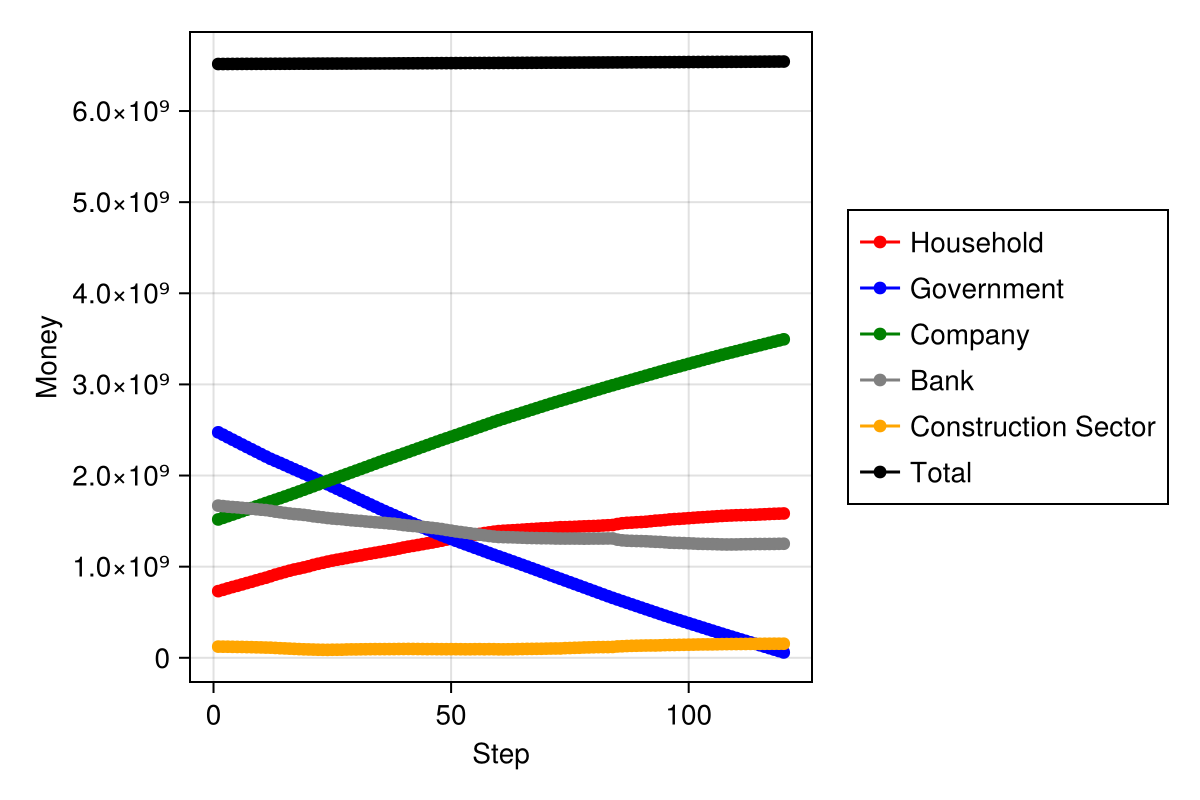 6.0×10⁹
5.0×10⁹
4.0×10⁹
3.0×10⁹
2.0×10⁹
1.0×10⁹
0
Money
0 50 100
Step
Household
Government
Company
Bank
Construction Sector
Total